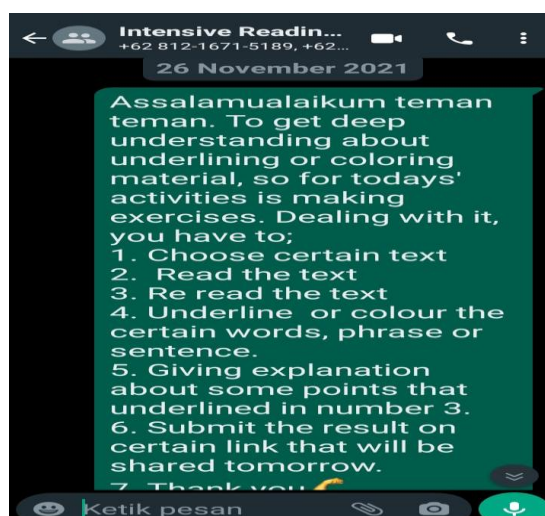 Intensive Readin...
+62 812-1671-5189, +62...
26 November 2021
Assalamualaikum teman
teman. To get deep
understanding about
underlining or coloring
material, so for todays'
activities is making
exercises. Dealing with it,
you have to;
1. Choose certain text
2. Read the text
3. Re read the text
4. Underline or colour the
certain words, phrase or
sentence.
5. Giving explanation
about some points that
underlined in number 3.
6. Submit the result on
certain link that will be
shared tomorrow.
7. Thank you
Ketik pesan